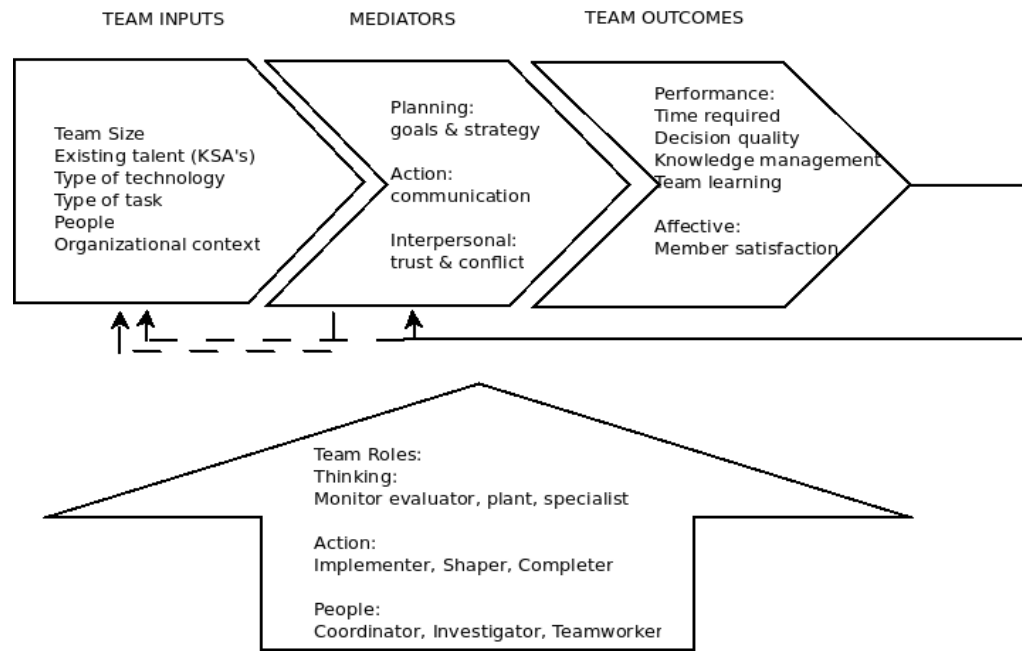 TEAM INPUTS
MEDIATORS
TEAM OUTCOMES
Team Size
Existing talent (KSA's)
Type of technology
Type of task
People
Organizational context
Planning:
goals & strategy
Action:
communication
Interpersonal:
trust & conflict
Performance:
Time required
Decision quality
Knowledge management
Team learning
Affective:
Member satisfaction
Team Roles:
Thinking:
Monitor evaluator, plant, specialist
Action:
Implementer, Shaper, Completer
People:
Coordinator, Investigator, Teamworker